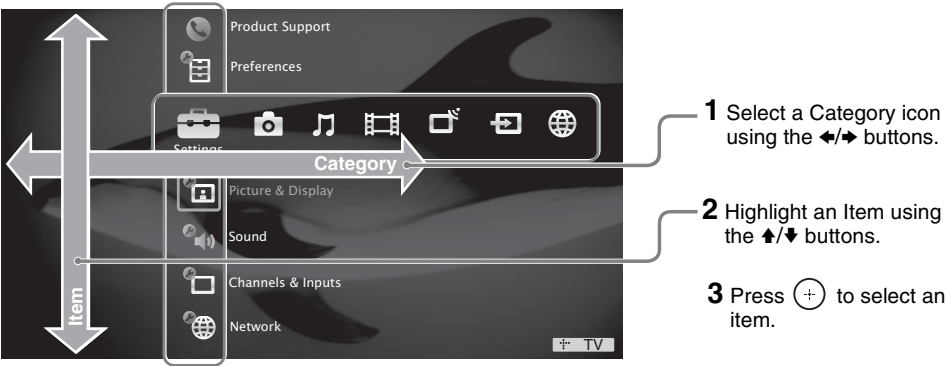 Product Support
Preferences
Settings
Category
Picture & Display
Sound
Channels & Inputs
Network
Item
TV
1 Select a Category icon
using the ←/→ buttons.
2 Highlight an Item using
the ↑/↓ buttons.
3 Press ⊕ to select an
item.